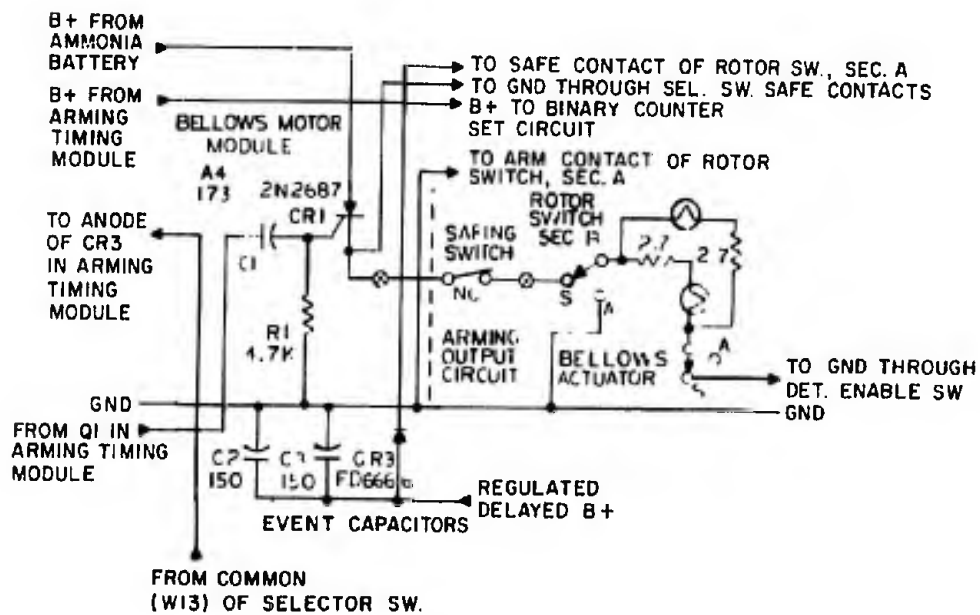 B+ FROM
AMMONIA
BATTERY
TO SAFE CONTACT OF ROTOR SW., SEC. A
TO GND THROUGH SEL. SW. SAFE CONTACTS
B+ FROM
ARMING
TIMING
MODULE
B+ TO BINARY COUNTER
SET CIRCUIT
BELLOWS MOTOR
MODULE
A4
173
2N2687
CR1
TO ARM CONTACT OF ROTOR
SWITCH, SEC. A
ROTOR
SWITCH
SEC B
SAFING
SWITCH
2.7
2.7
TO ANODE
OF CR3
IN ARMING
TIMING
MODULE
C1
S
A
R1
4.7K
ARMING
OUTPUT
CIRCUIT
BELLOWS
ACTUATOR
A
TO GND THROUGH
DET. ENABLE SW
GND
GND
FROM Q1 IN
ARMING TIMING
MODULE
C2
150
150
CR3
REGULATED
DELAYED B+
EVENT CAPACITORS
FROM COMMON
(W13) OF SELECTOR SW.